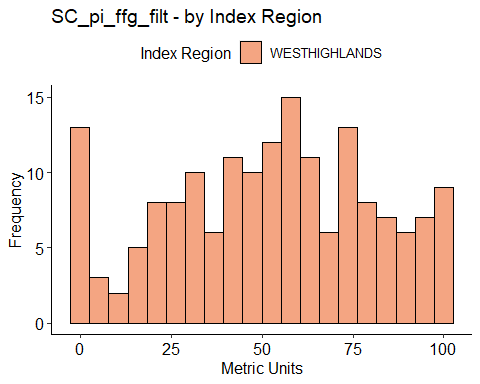 SC_pi_ffg_filt - by Index Region
Index Region WESTHIGHLANDS
15
10
5
0
Frequency
0 25 50 75 100
Metric Units